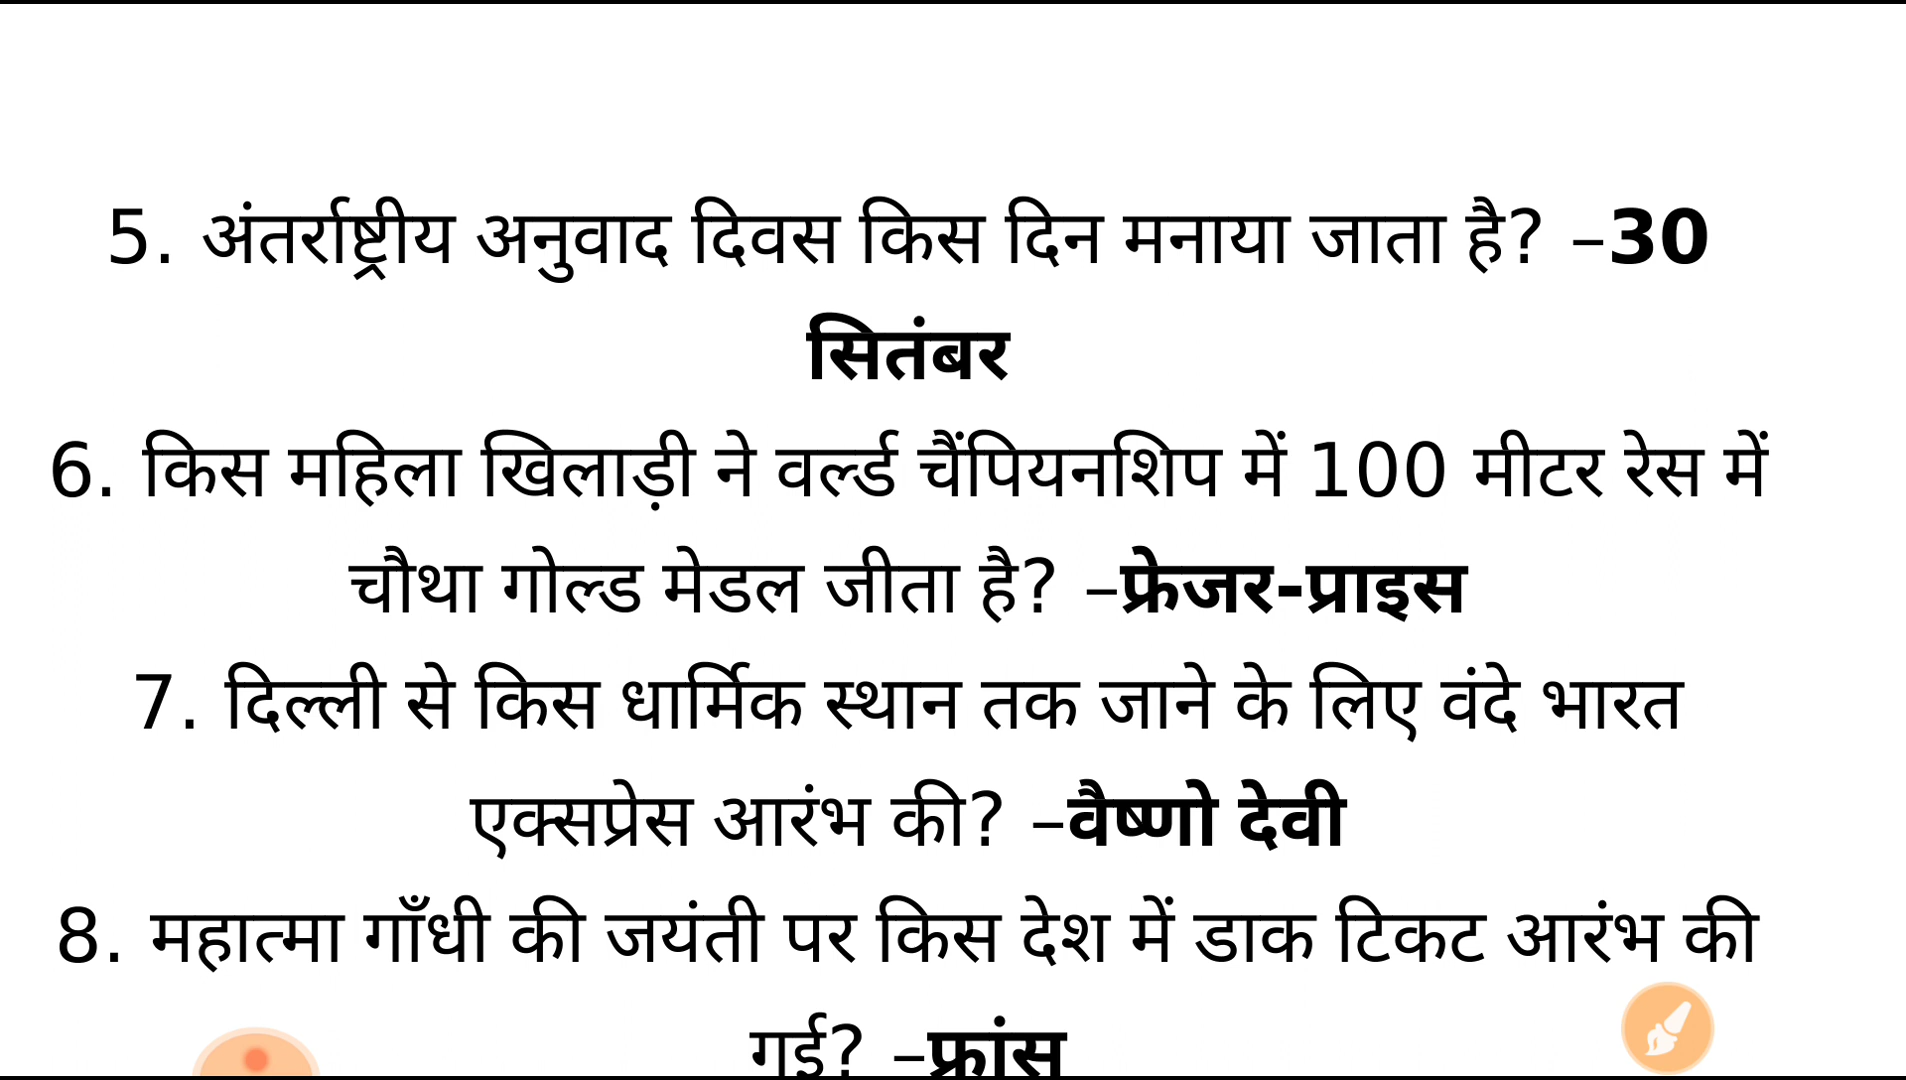 5. अंतर्राष्ट्रीय अनुवाद दिवस किस दिन मनाया जाता है? –30
सितंबर
6. किस महिला खिलाड़ी ने वर्ल्ड चैंपियनशिप में 100 मीटर रेस में
चौथा गोल्ड मेडल जीता है? –फ्रेजर-प्राइस
7. दिल्ली से किस धार्मिक स्थान तक जाने के लिए वंदे भारत
एक्सप्रेस आरंभ की? –वैष्णो देवी
8. महात्मा गाँधी की जयंती पर किस देश में डाक टिकट आरंभ की
गई? –फ्रांस